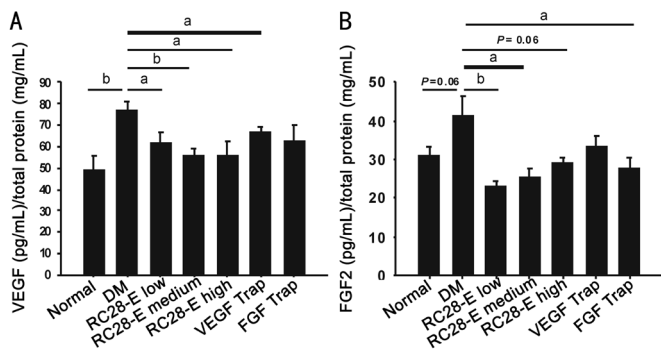 A
a
a
b
b
a
VEGF (pg/mL)/total protein (mg/mL)
90
80
70
60
50
40
30
20
10
0
Normal
DM
RC28-E low
RC28-E medium
RC28-E high
VEGF Trap
FGF Trap
B
a
P = 0.06
a
P=0.06
b
FGF2 (pg/mL)/total protein (mg/mL)
50
40
30
20
10
0
Normal
DM
RC28-E low
RC28-E medium
RC28-E high
VEGF Trap
FGF Trap